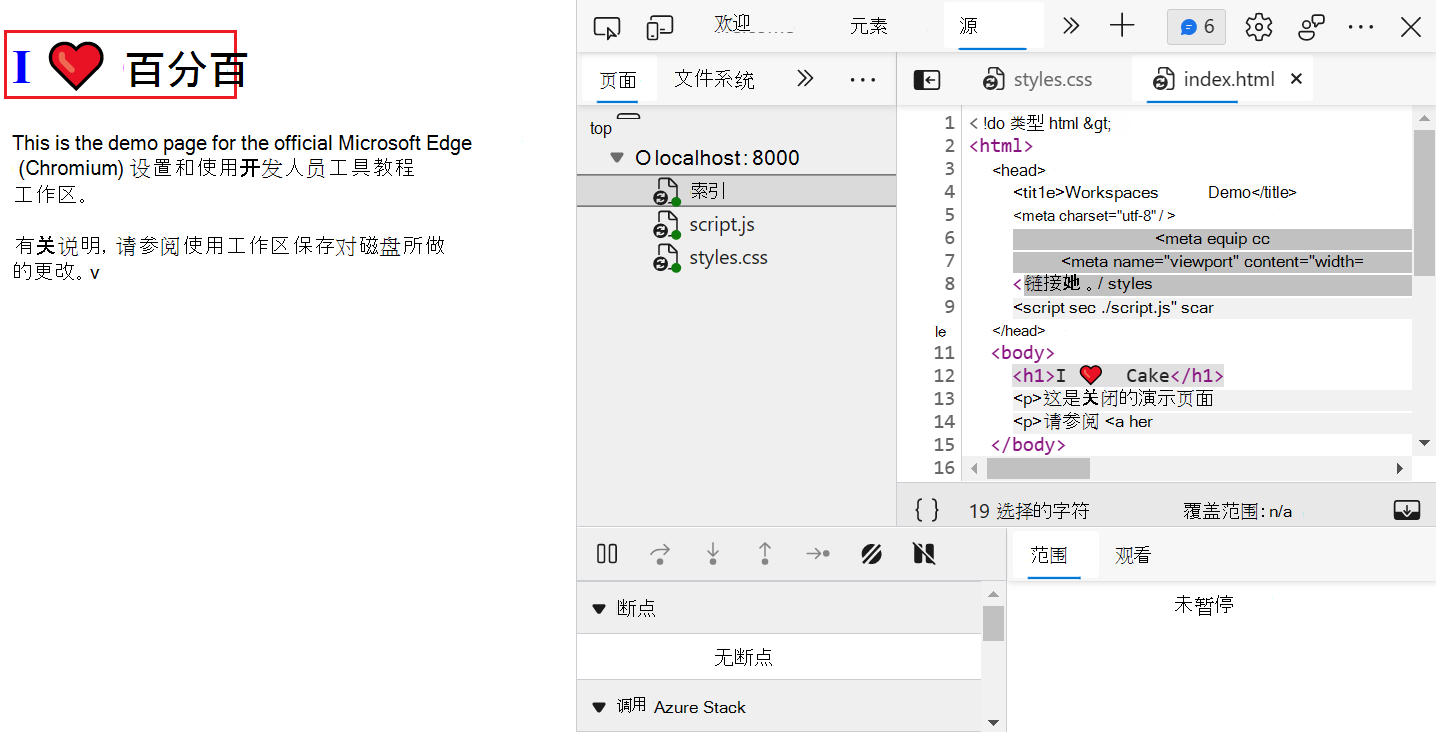 I ❤ 百分百
This is the demo page for the official Microsoft Edge
(Chromium) 设置和使用开发人员工具教程
工作区。
有关说明, 请参阅使用工作区保存对磁盘所做
的更改。v
欢迎 元素 源 6
页面 文件系统
top
localhost: 8000
索引
script.js
styles.css
styles.css index.html
1 < !do 类型 html &gt;
2 <html>
3 <head>
4 <tit1e>Workspaces Demo</title>
5 <meta charset="utf-8" / >
6 <meta equip cc
7 <meta name="viewport" content="width=
8 <链接她 。/ styles
9 <script sec ./script.js" scar
le </head>
11 <body>
12 <h1>I ❤ Cake</h1>
13 <p>这是关闭的演示页面
14 <p>请参阅 <a her
15 </body>
16
{ } 19 选择的字符 覆盖范围: n/a
断点
无断点
调用 Azure Stack
范围 观看
未暂停